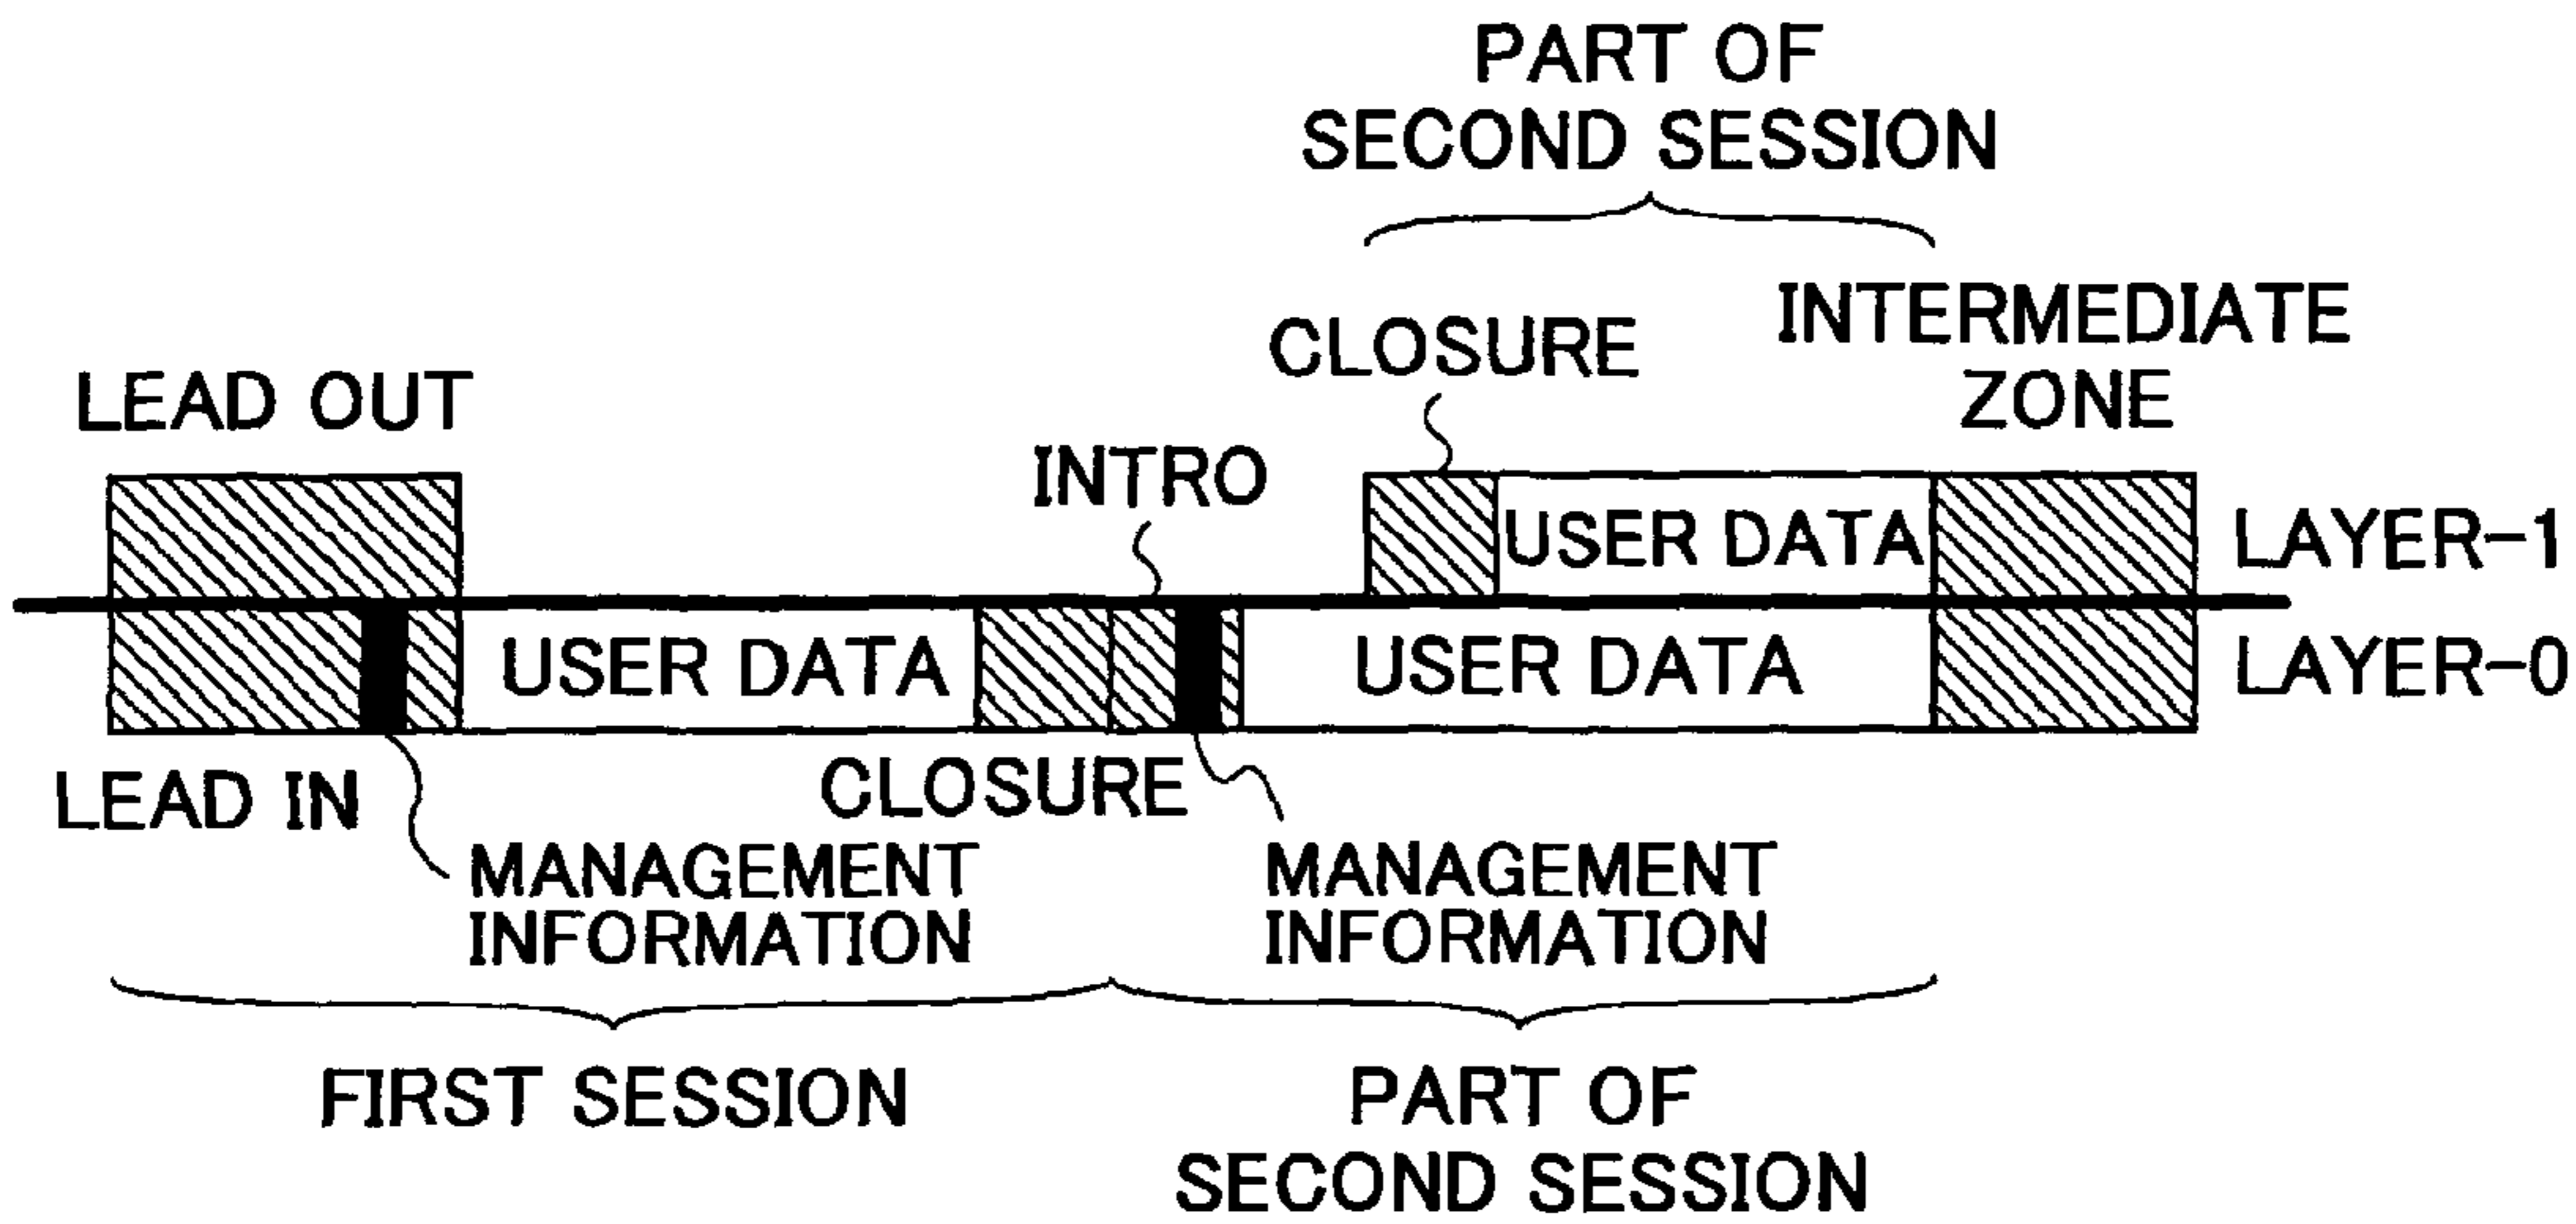 PART OF
SECOND SESSION
INTERMEDIATE
ZONE
CLOSURE
LEAD OUT
INTRO
USER DATA
LAYER-1
USER DATA
USER DATA
LAYER-0
LEAD IN
CLOSURE
MANAGEMENT
INFORMATION
MANAGEMENT
INFORMATION
FIRST SESSION
PART OF
SECOND SESSION